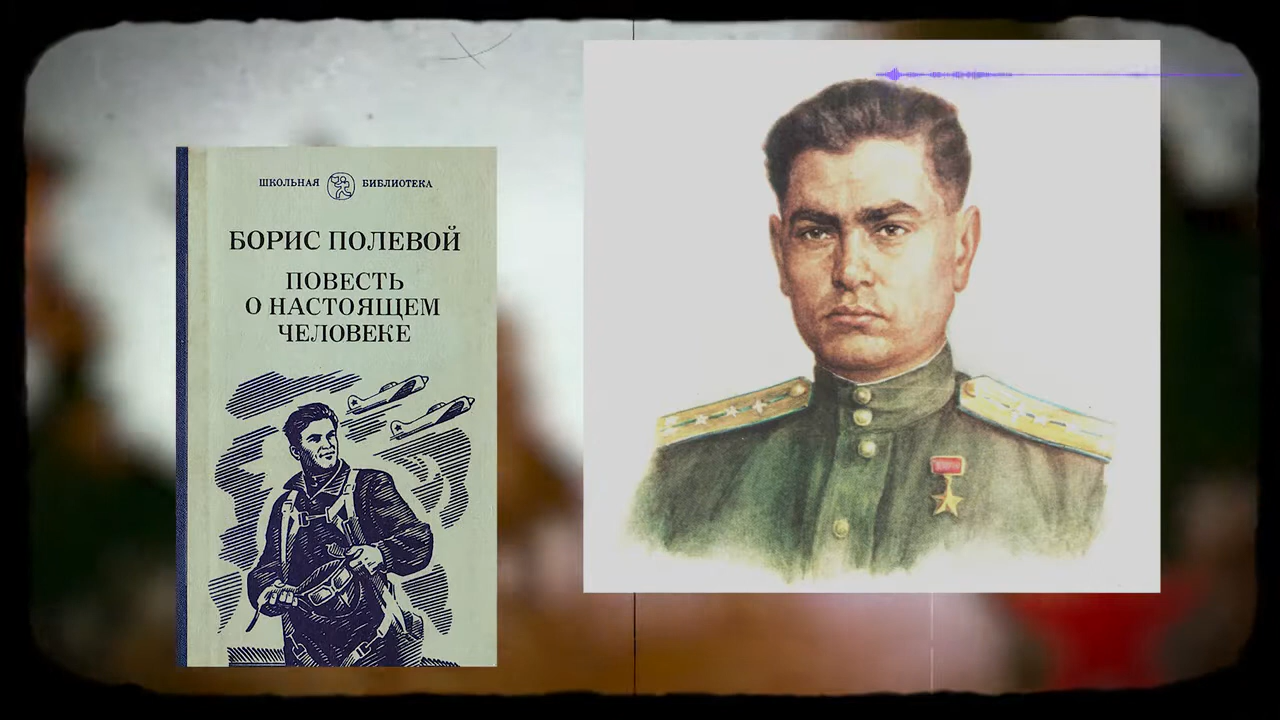 ШКОЛЬНАЯ БИБЛИОТЕКА
БОРИС ПОЛЕВОЙ
ПОВЕСТЬ
О НАСТОЯЩЕМ
ЧЕЛОВЕКЕ